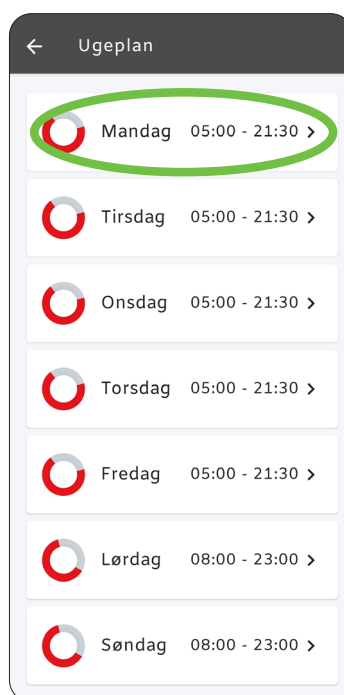 Ugeplan
Mandag 05:00 - 21:30
Tirsdag 05:00 - 21:30
Onsdag 05:00 - 21:30
Torsdag 05:00 - 21:30
Fredag 05:00 - 21:30
Lørdag 08:00 - 23:00
Søndag 08:00 - 23:00